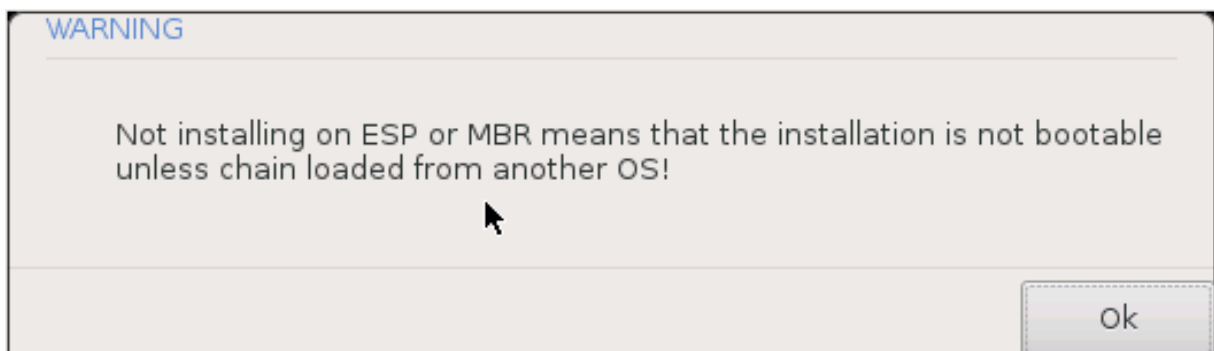 WARNING
Not installing on ESP or MBR means that the installation is not bootable
unless chain loaded from another OS!
Ok